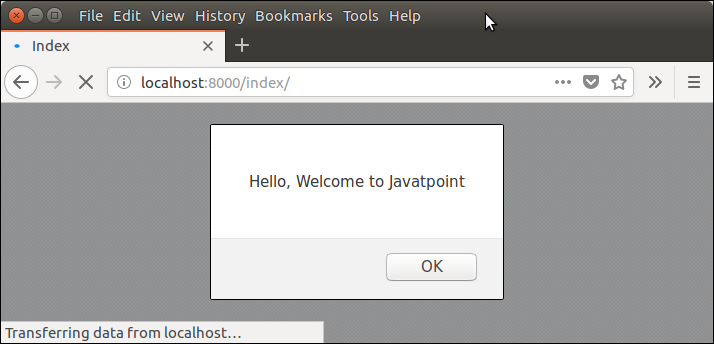 File Edit View History Bookmarks Tools Help
Index
localhost:8000/index/
Hello, Welcome to Javatpoint
OK
Transferring data from localhost…